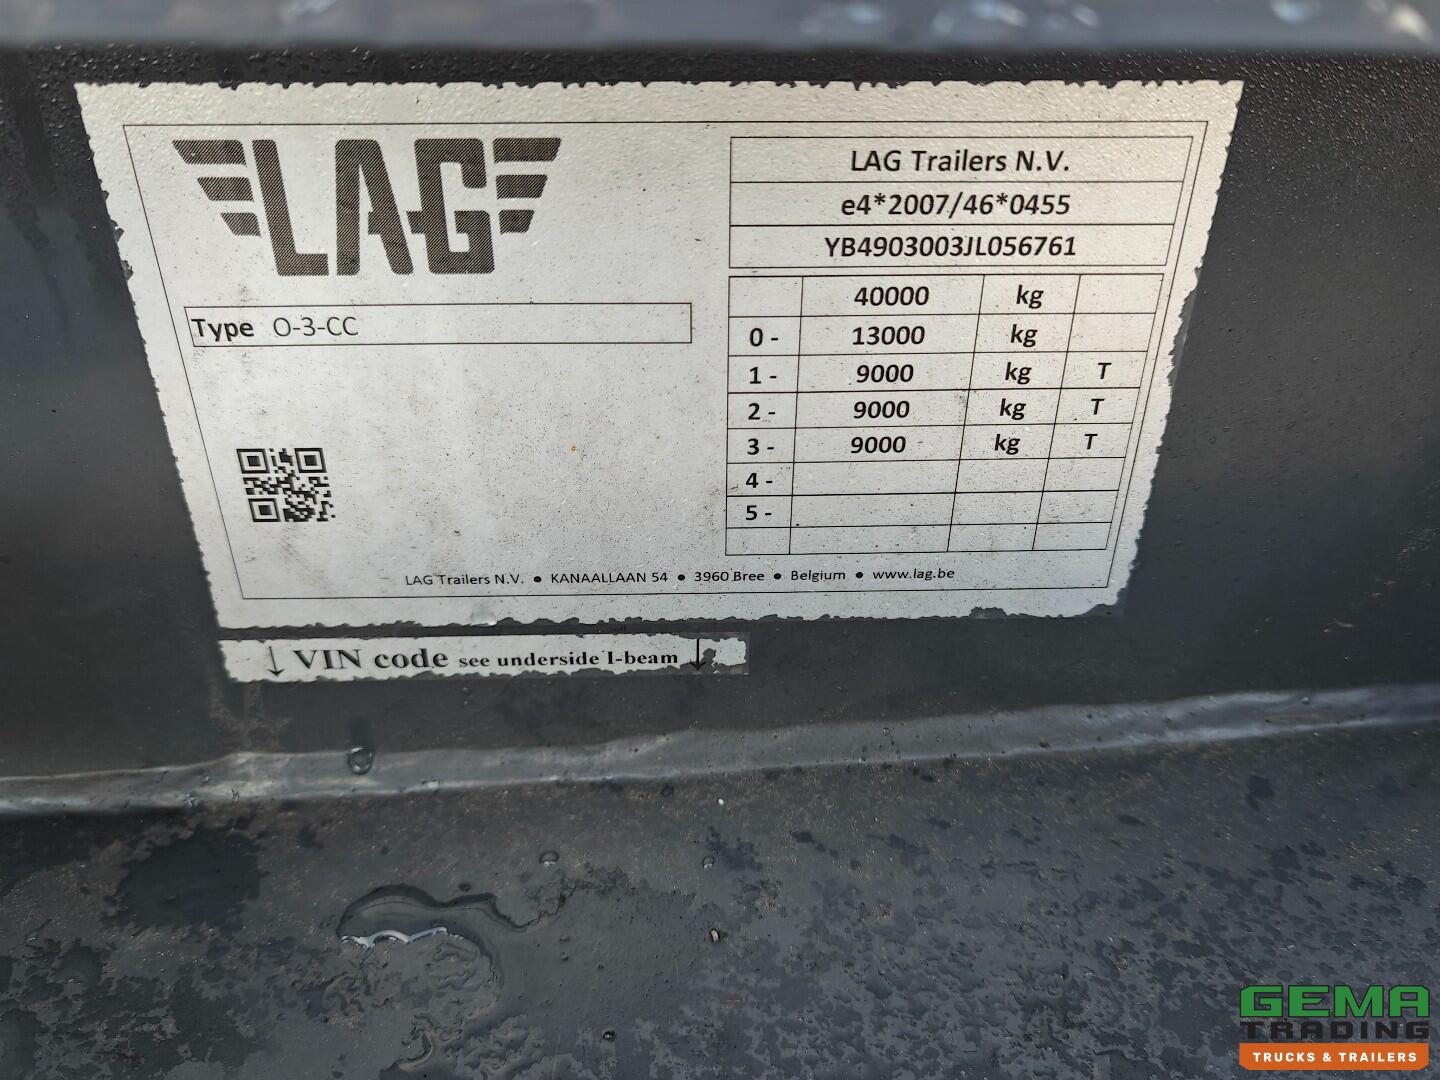 LAG
LAG Trailers N.V.
e4*2007/46*0455
YB4903003JL056761
Type O-3-CC
40000 kg
0 - 13000 kg
1 - 9000 kg T
2 - 9000 kg T
3 - 9000 kg T
4 -
5 -
LAG Trailers N.V. ● KANAALLAAN 54 ● 3960 Bree ● Belgium ● www.lag.be
↓ VIN code see underside I-beam ↓
GEMA
TRADING
TRUCKS & TRAILERS